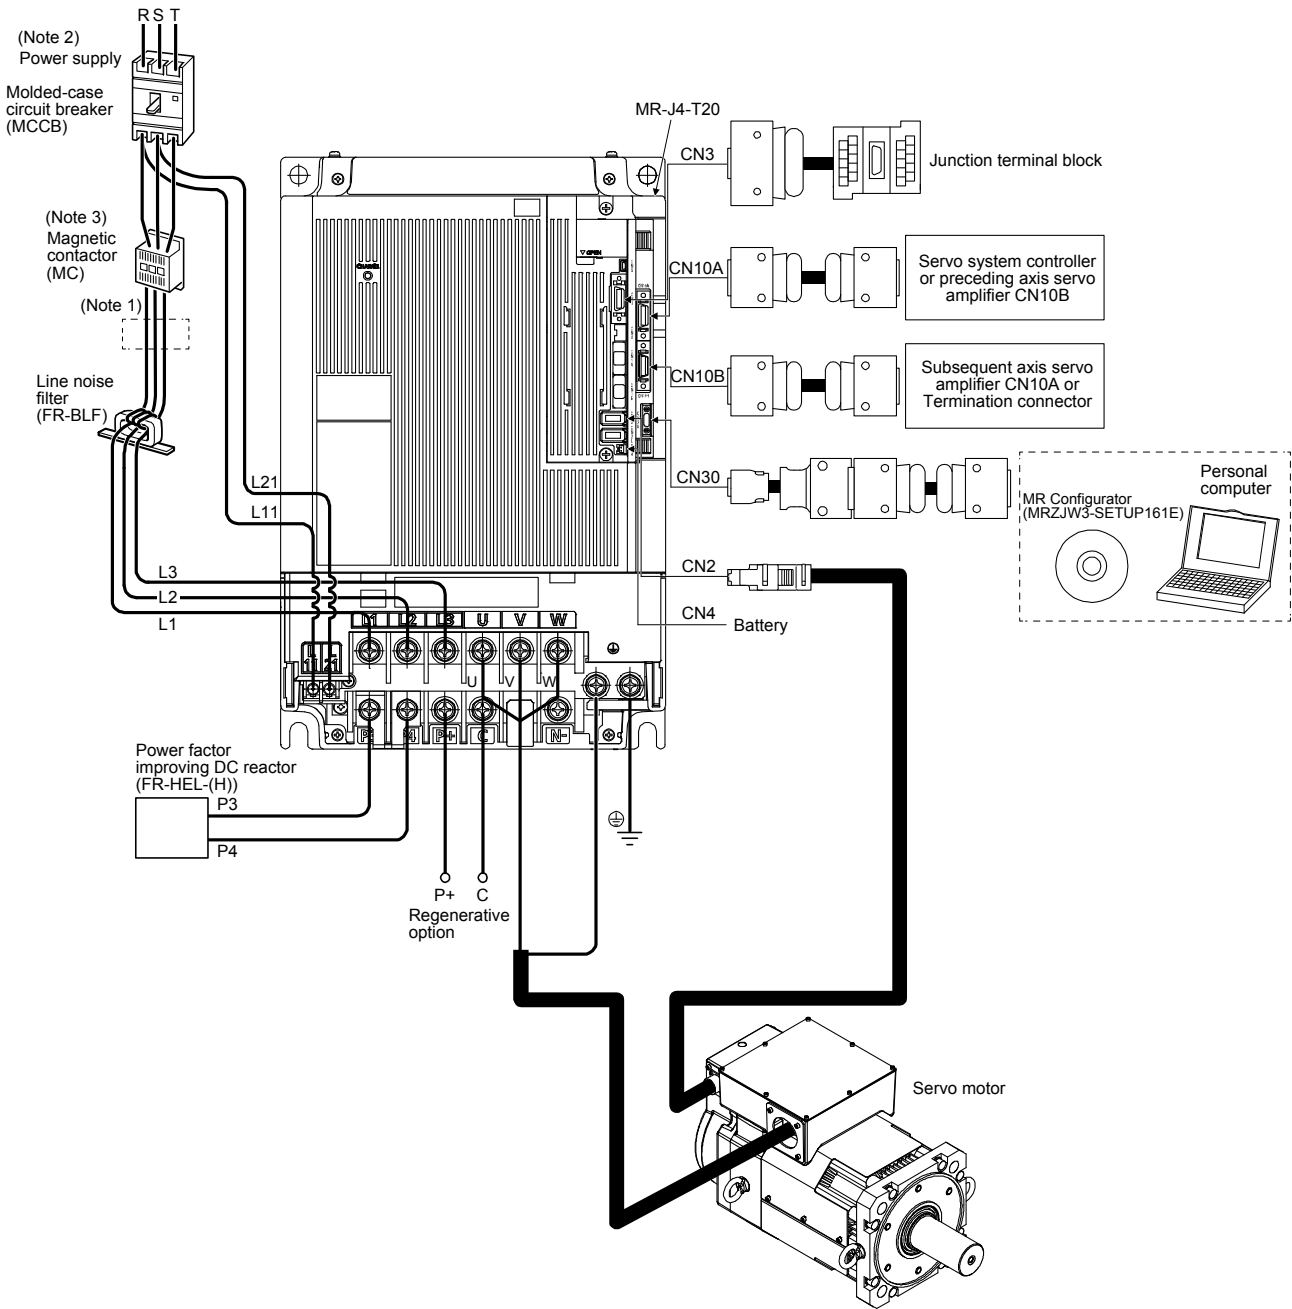 R S T
(Note 2)
Power supply
Molded-case
circuit breaker
(MCCB)
MR-J4-T20
CN3
Junction terminal block
(Note 3)
Magnetic
contactor
(MC)
(Note 1)
CN10A
Servo system controller
or preceding axis servo
amplifier CN10B
▽OPEN
CHARGE
Line noise
filter
(FR-BLF)
CN10B
Subsequent axis servo
amplifier CN10A or
Termination connector
L21
L11
CN30
MR Configurator
(MRZJW3-SETUP161E)
Personal
computer
L3
L2
L1
CN2
CN4
Battery
L1 L2 L3 U V W
U V W
P+ C N-
Power factor
improving DC reactor
(FR-HEL-(H))
P3
P4
P+ C
Regenerative
option
Servo motor